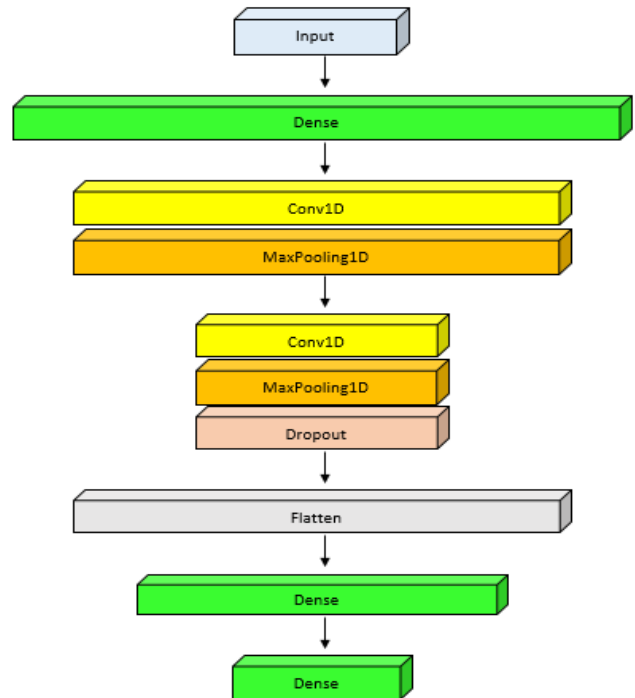 Input
Dense
Conv1D
MaxPooling1D
Conv1D
MaxPooling1D
Dropout
Flatten
Dense
Dense